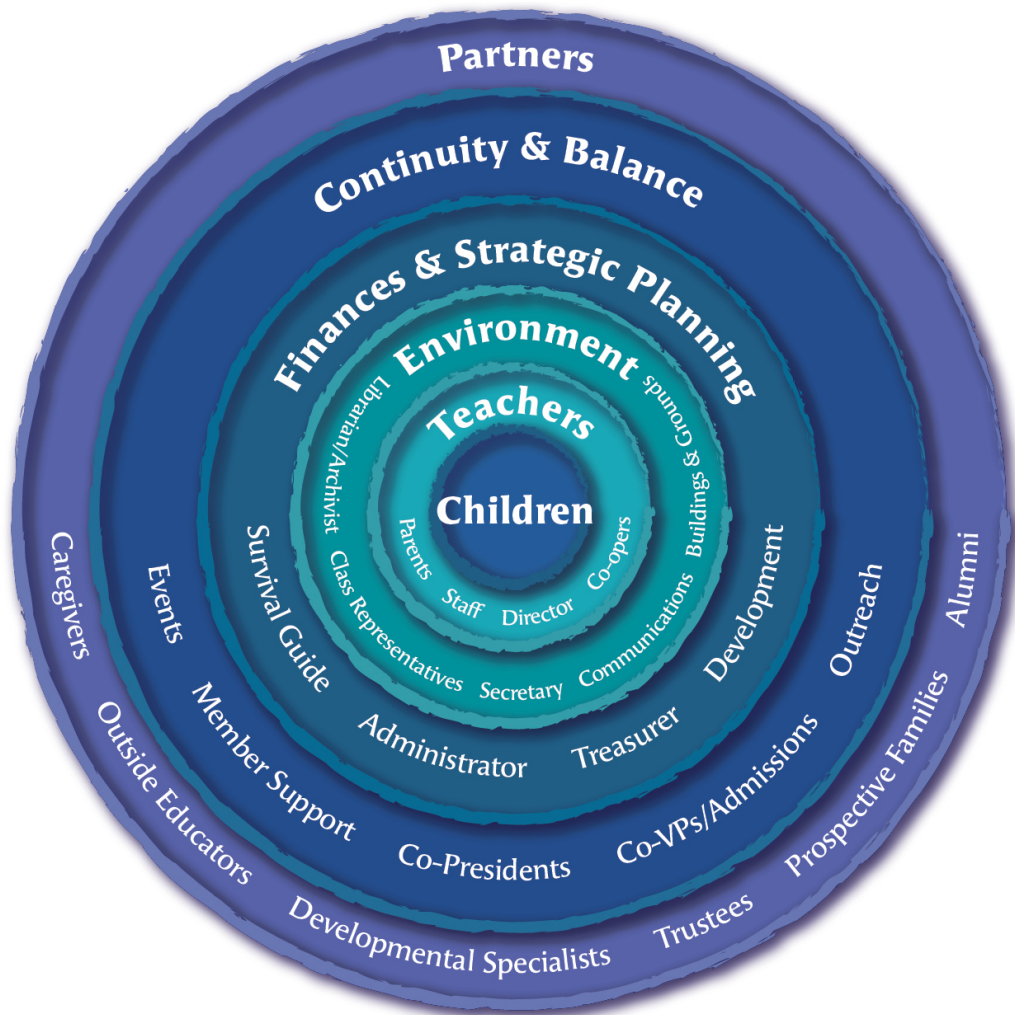 Partners
Continuity & Balance
Finances & Strategic Planning
Environment
Teachers
Children
Parents
Staff
Director
Co-opers
Librarian/Archivist
Class Representatives
Secretary
Communications
Buildings & Grounds
Survival Guide
Administrator
Treasurer
Development
Events
Member Support
Co-Presidents
Co-VPs/Admissions
Outreach
Caregivers
Outside Educators
Developmental Specialists
Trustees
Prospective Families
Alumni